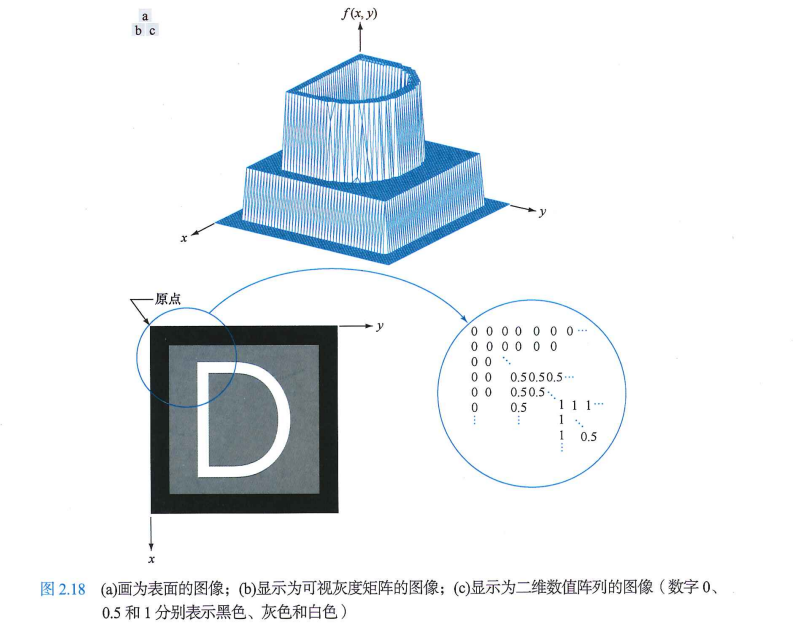 a
b c
f(x, y)
y
x
原点
y
x
0 0 0 0 0 0 0 ⋯
0 0 0 0 0 0
0 0 ⋱
0 0 0.5 0.5 0.5 ⋯
0 0 0.5 0.5 ⋱
0 0.5 1 1 1 ⋯
⋮ ⋮ 1 ⋱
1 0.5
⋮
图 2.18 (a)画为表面的图像；(b)显示为可视灰度矩阵的图像；(c)显示为二维数值阵列的图像（数字 0、
0.5 和 1 分别表示黑色、灰色和白色）
D